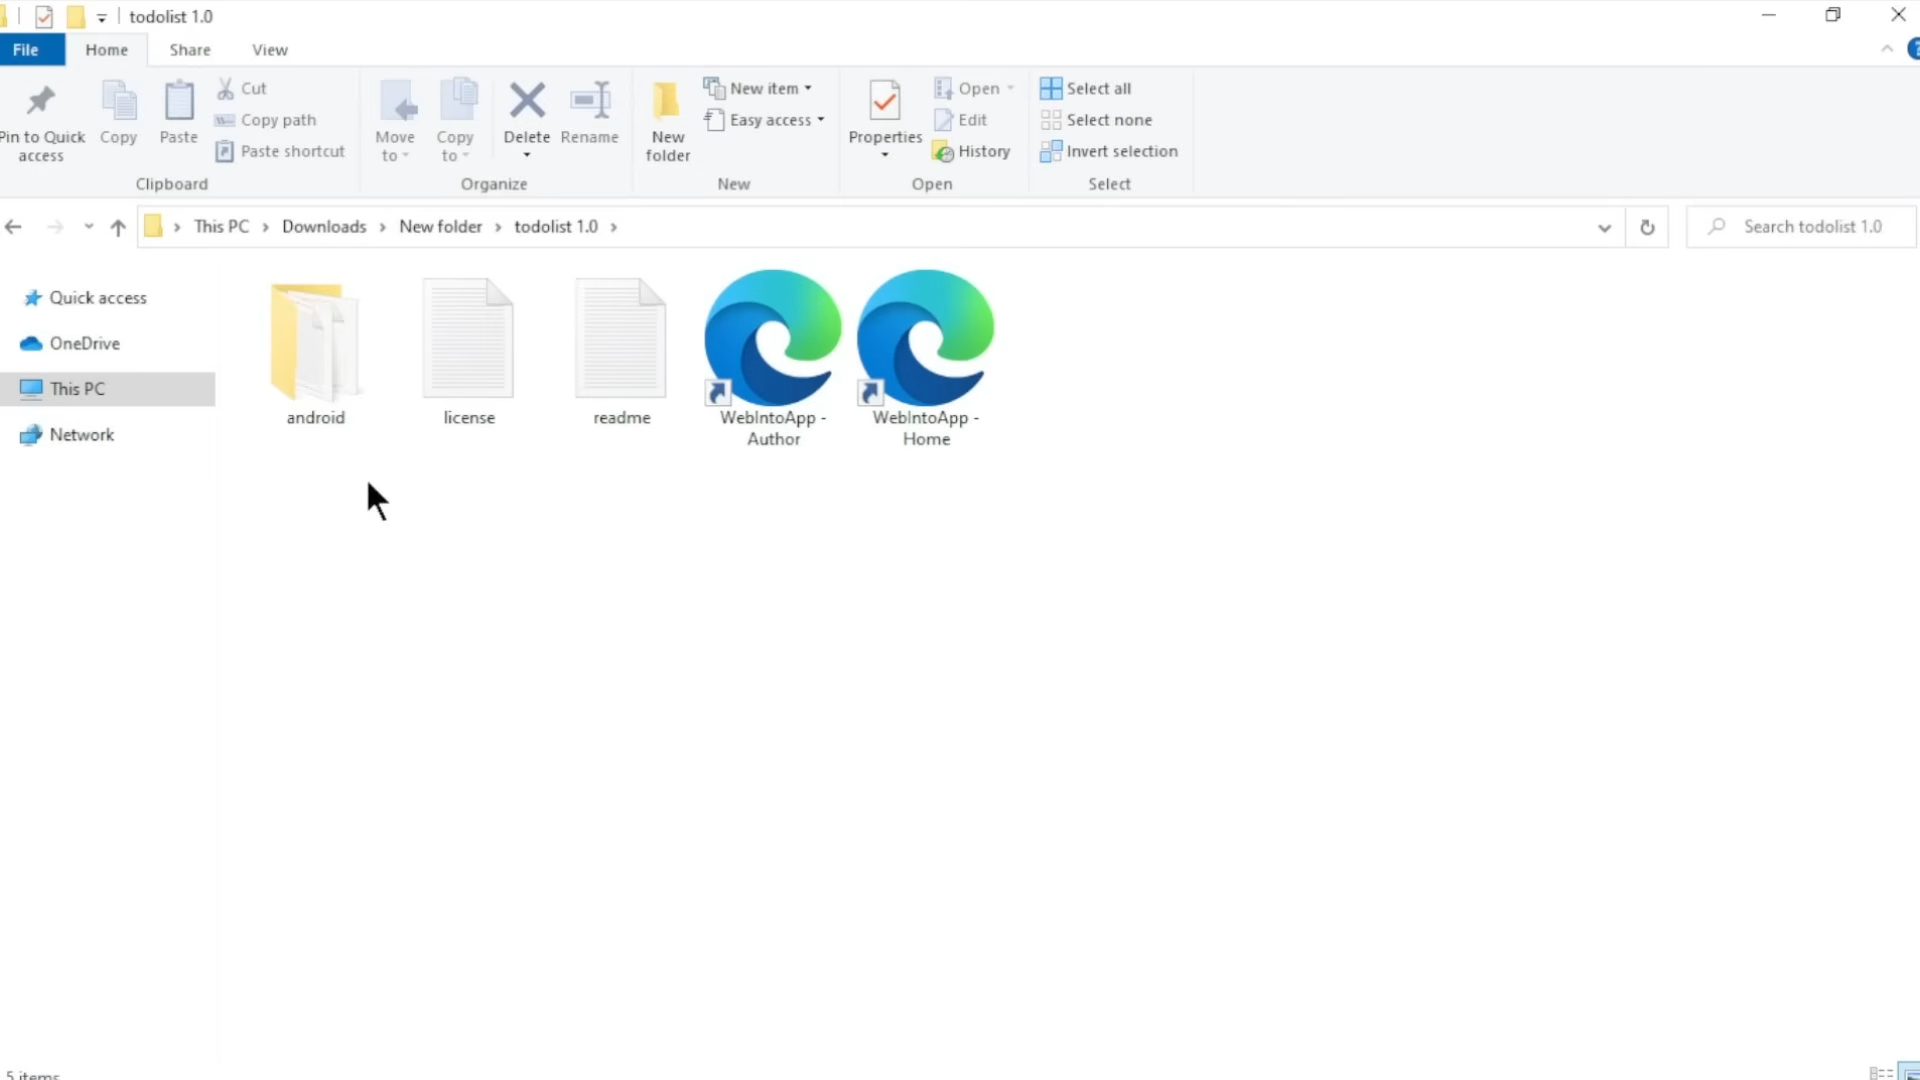 todolist 1.0
File Home Share View
Pin to Quick access
Copy
Paste
Cut
Copy path
Paste shortcut
Clipboard
Move to
Copy to
Delete
Rename
Organize
New folder
New item
Easy access
New
Properties
Open
Edit
History
Open
Select all
Select none
Invert selection
Select
This PC > Downloads > New folder > todolist 1.0 >
Search todolist 1.0
Quick access
OneDrive
This PC
Network
android
license
readme
WebIntoApp -
Author
WebIntoApp -
Home
5 items